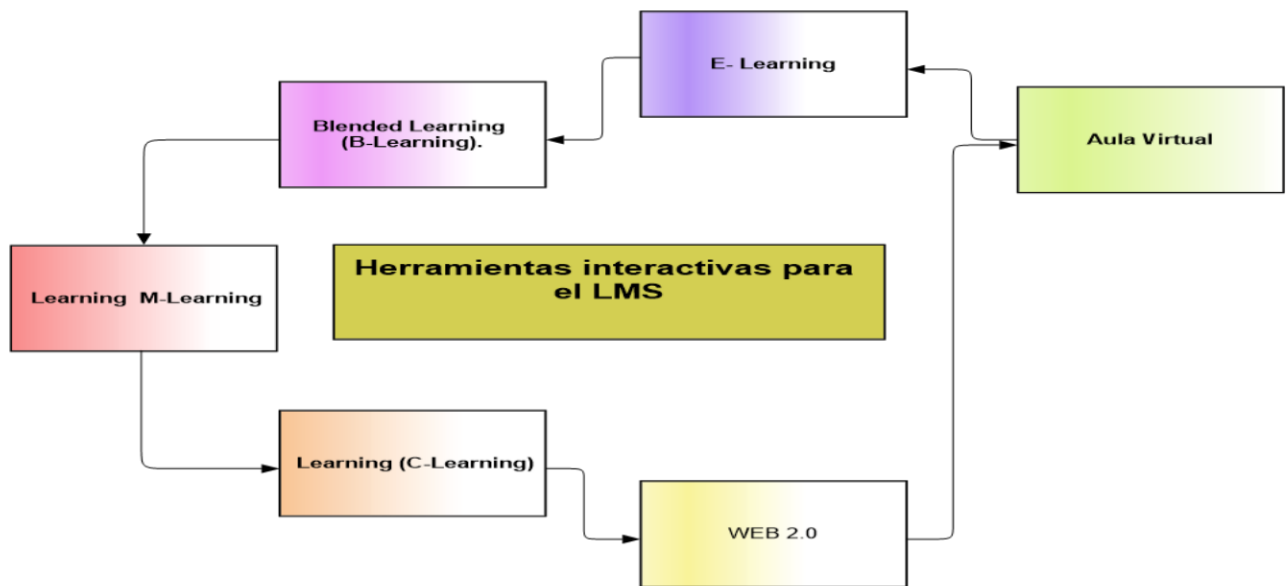 E- Learning
Blended Learning
(B-Learning).
Aula Virtual
Herramientas interactivas para
el LMS
Learning  M-Learning
Learning (C-Learning)
WEB 2.0